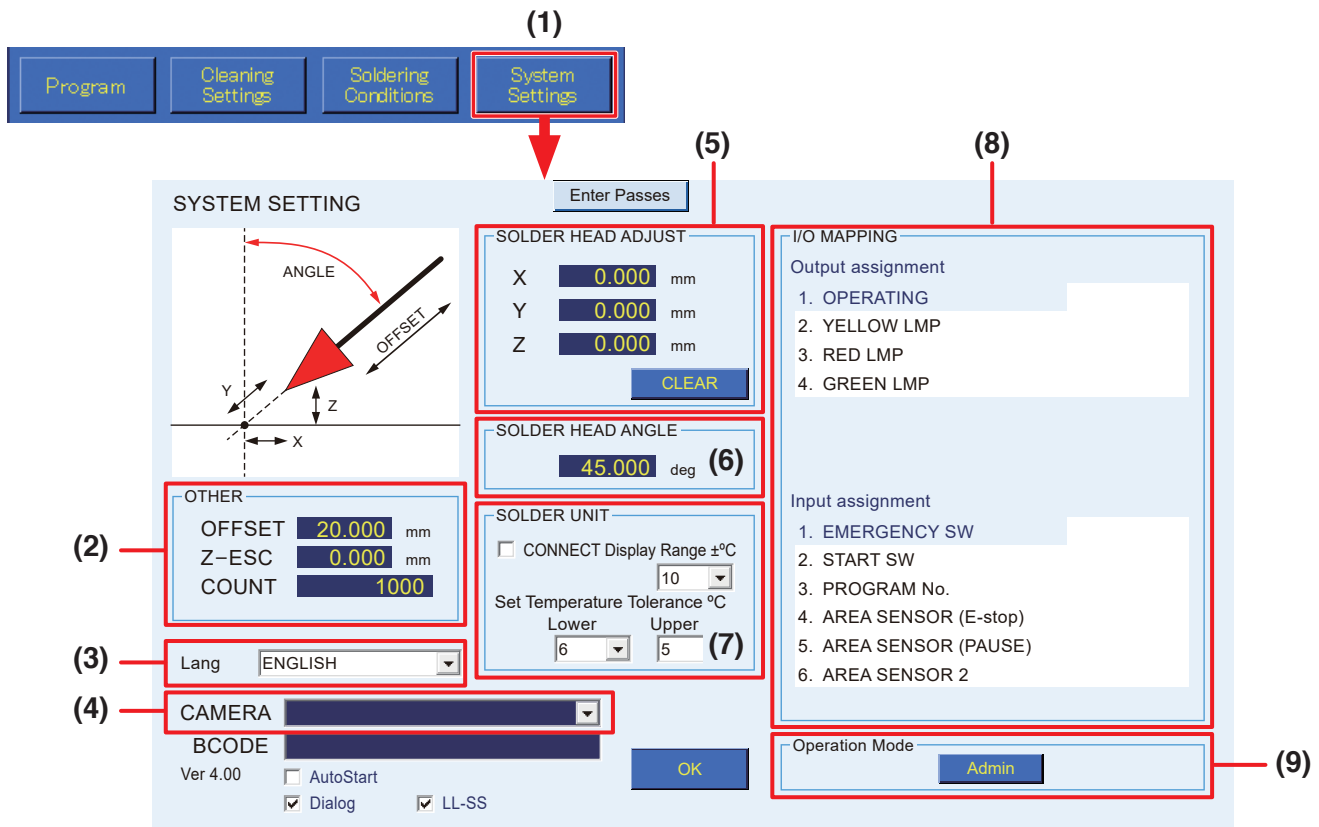 (1)
Program
Cleaning
Settings
Soldering
Conditions
System
Settings
(5)
(8)
SYSTEM SETTING
Enter Passes
ANGLE
OFFSET
Y
Z
X
SOLDER HEAD ADJUST
X 0.000 mm
Y 0.000 mm
Z 0.000 mm
CLEAR
SOLDER HEAD ANGLE
45.000 deg (6)
I/O MAPPING
Output assignment
1. OPERATING
2. YELLOW LMP
3. RED LMP
4. GREEN LMP
Input assignment
1. EMERGENCY SW
2. START SW
3. PROGRAM No.
4. AREA SENSOR (E-stop)
5. AREA SENSOR (PAUSE)
6. AREA SENSOR 2
(2)
OTHER
OFFSET 20.000 mm
Z−ESC 0.000 mm
COUNT 1000
SOLDER UNIT
CONNECT Display Range ±ºC
10
Set Temperature Tolerance ºC
Lower Upper
6 5 (7)
(3) Lang ENGLISH
(4) CAMERA
BCODE
Ver 4.00
AutoStart
Dialog LL-SS
OK
Operation Mode
Admin
(9)